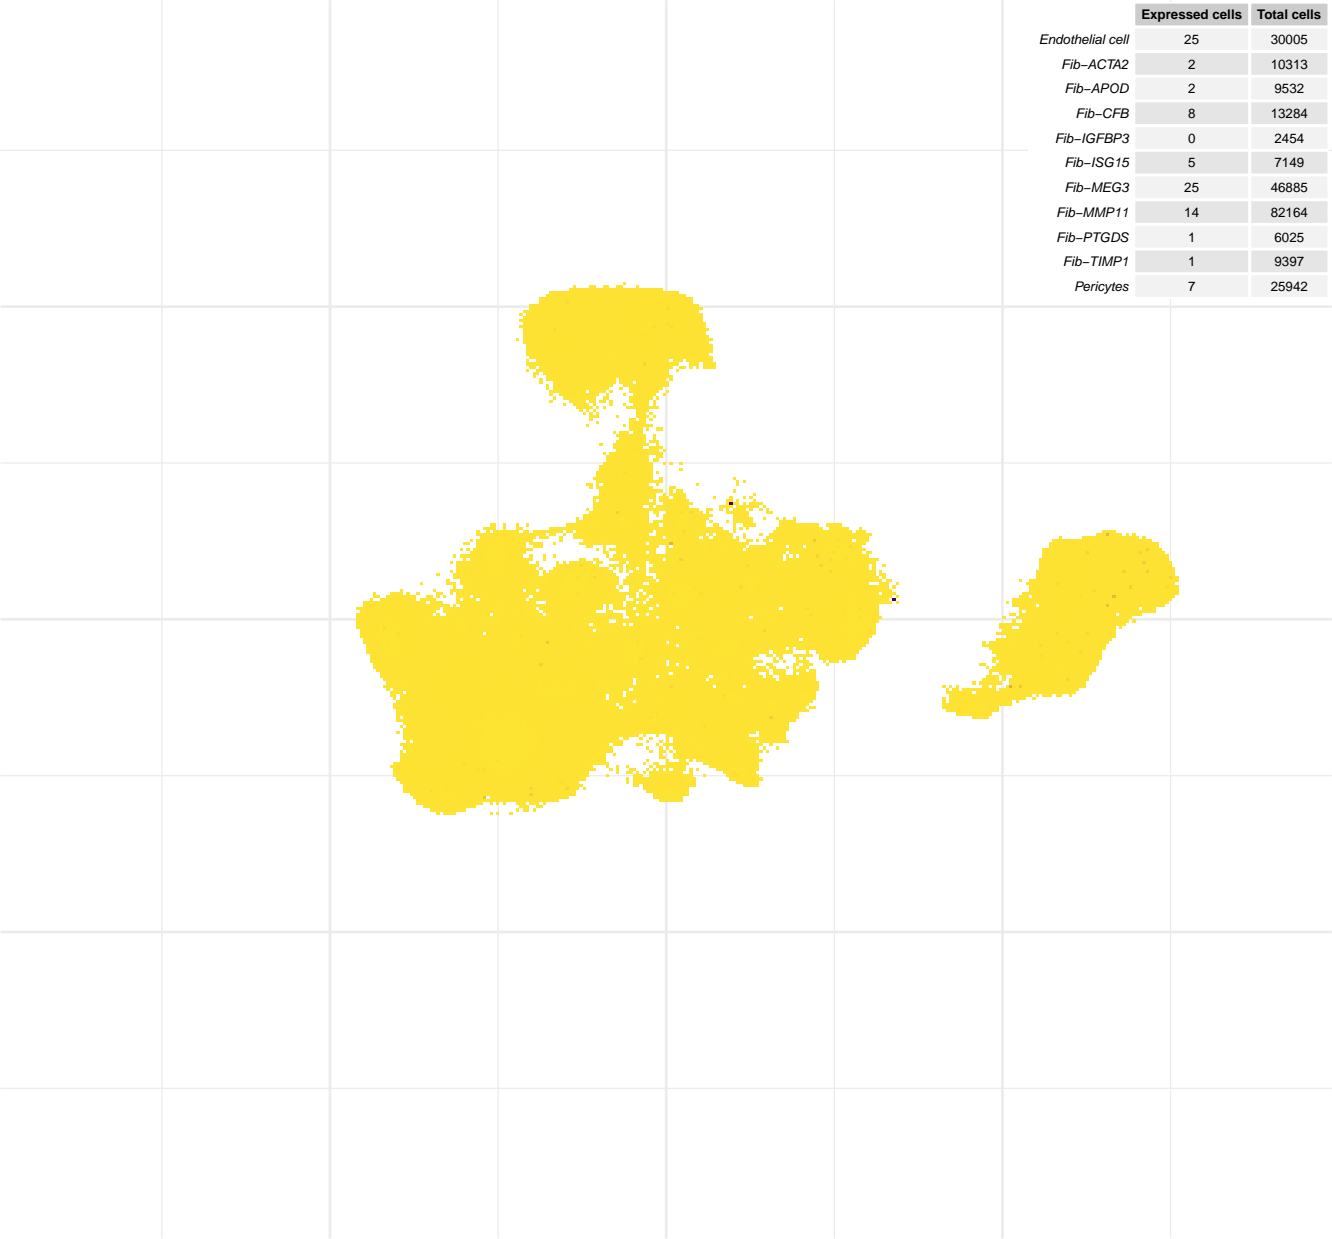 Expressed cells Total cells
Endothelial cell 25 30005
Fib−ACTA2 2 10313
Fib−APOD 2 9532
Fib−CFB 8 13284
Fib−IGFBP3 0 2454
Fib−ISG15 5 7149
Fib−MEG3 25 46885
Fib−MMP11 14 82164
Fib−PTGDS 1 6025
Fib−TIMP1 1 9397
Pericytes 7 25942